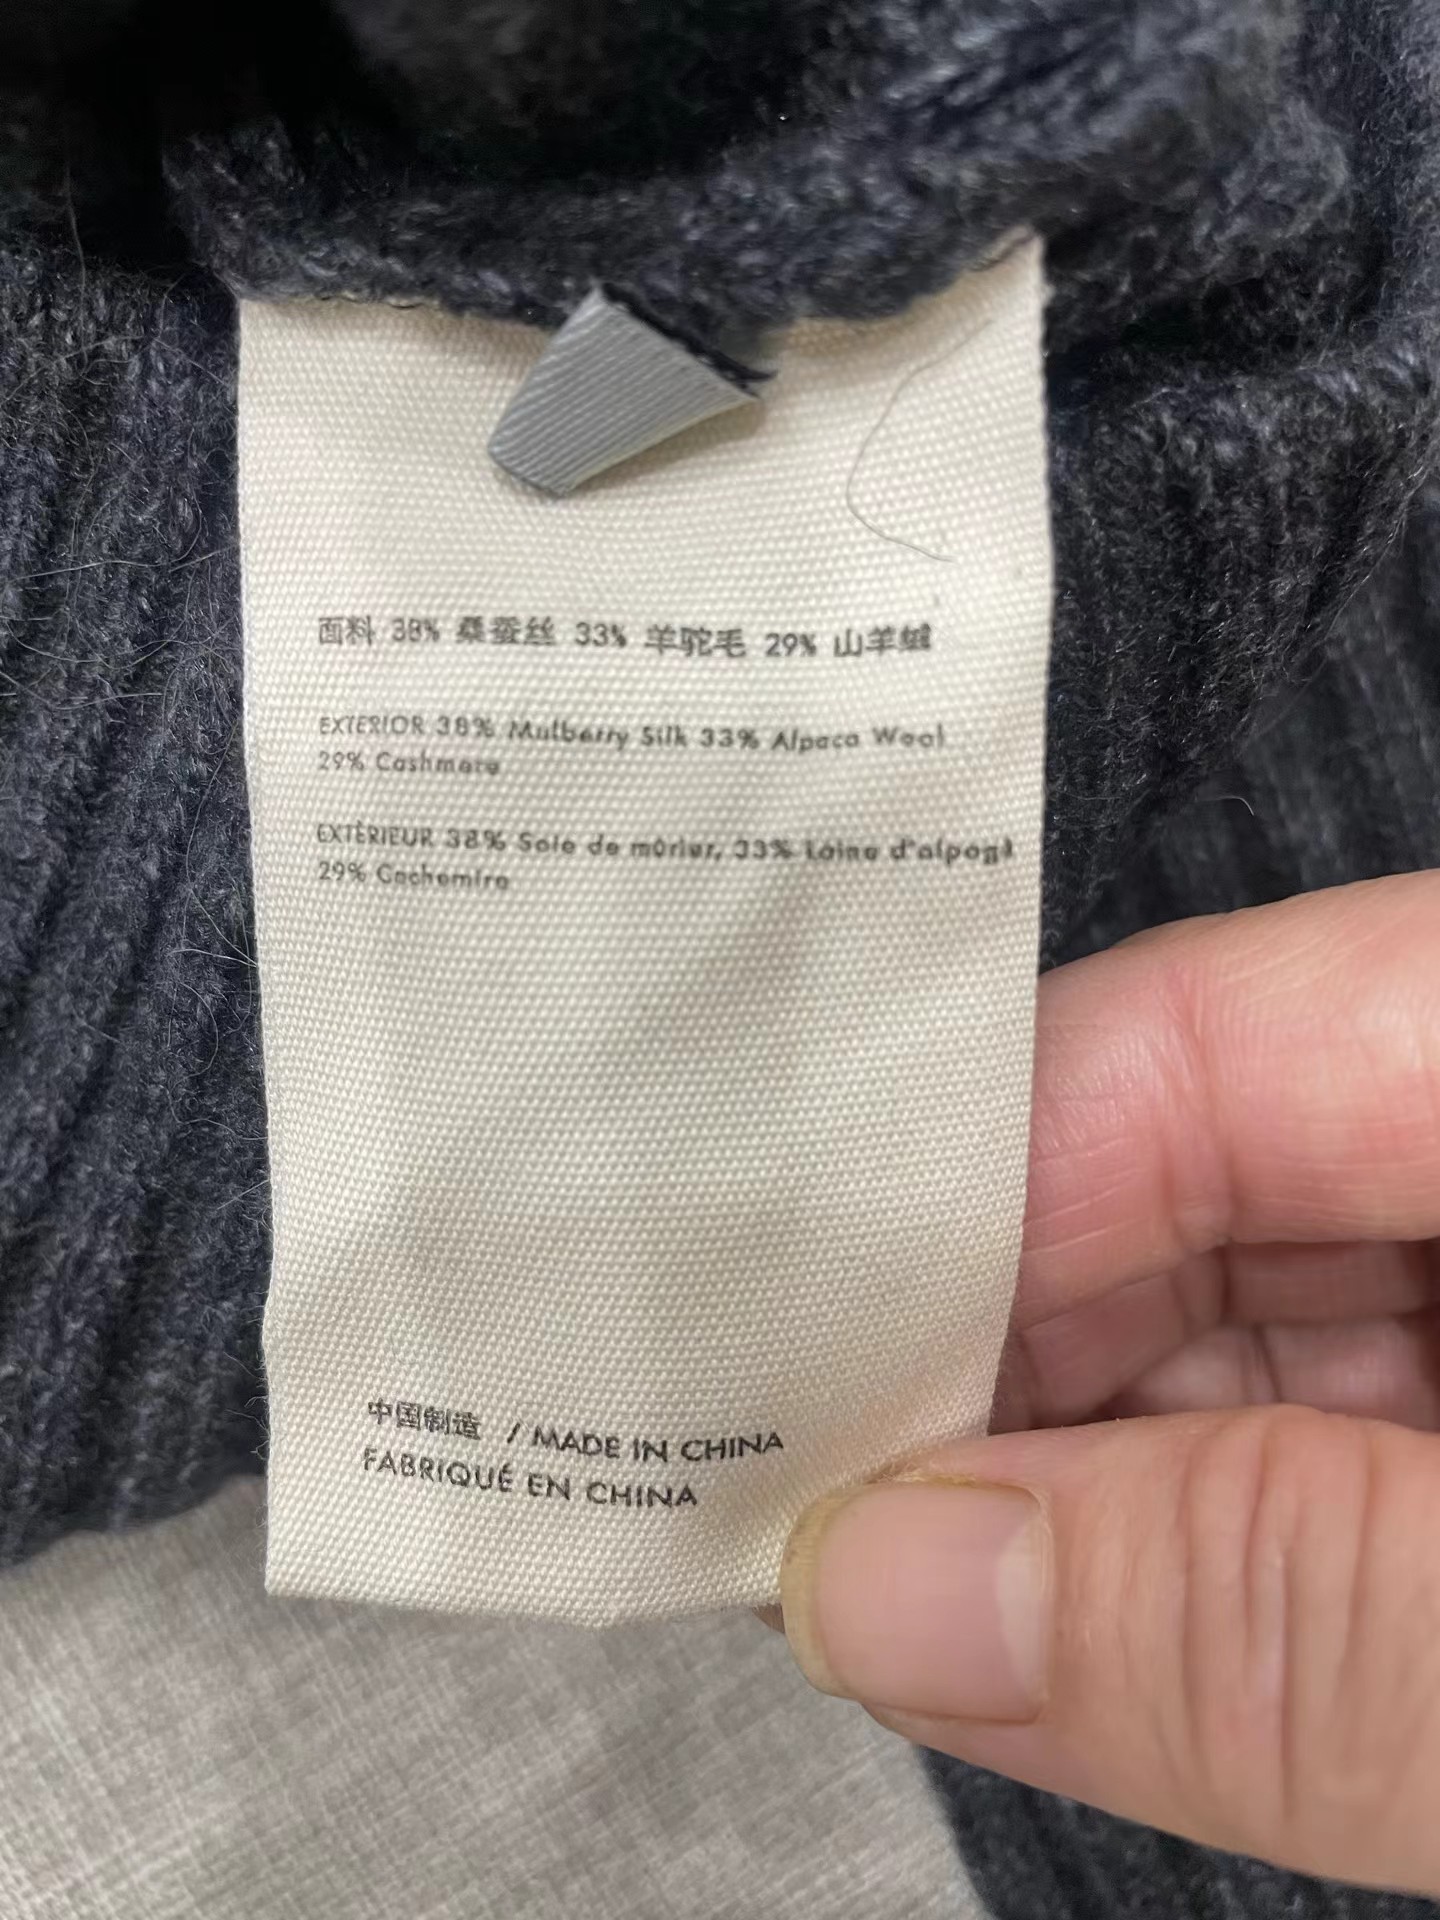 面料 38% 桑蚕丝 33% 羊驼毛 29% 山羊绒
EXTERIOR 38% Mulberry Silk 33% Alpaca Wool
29% Cashmere
EXTÈRIEUR 38% Soie de mûrier, 33% Laine d'alpaga
29% Cachemire
中国制造 / MADE IN CHINA
FABRIQUÉ EN CHINA